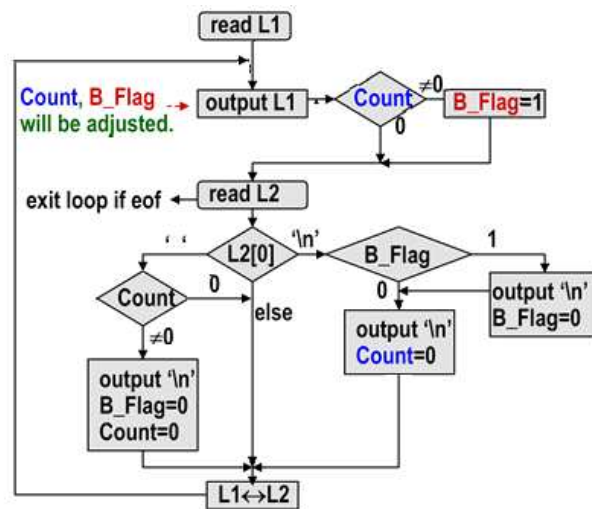 read L1
Count, B_Flag
will be adjusted.
output L1
Count
≠0
0
B_Flag=1
exit loop if eof
read L2
‘ ‘
L2[0]
‘\n’
B_Flag
1
0
Count
0
≠0
else
output ‘\n’
B_Flag=0
output ‘\n’
Count=0
output ‘\n’
B_Flag=0
Count=0
L1↔L2